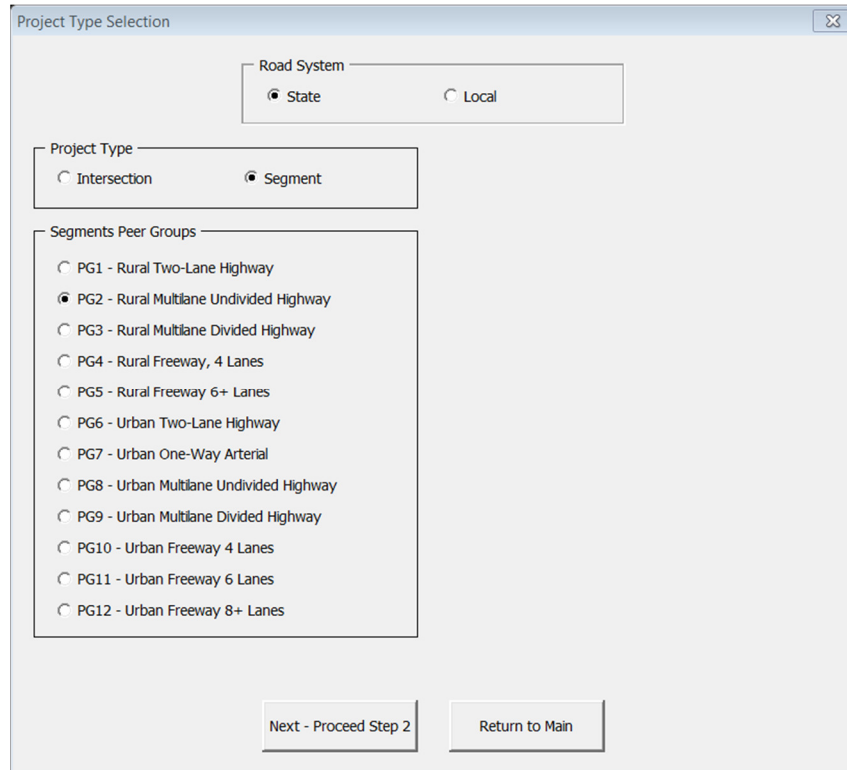 Project Type Selection
Road System
State Local
Project Type
Intersection Segment
Segments Peer Groups
PG1 - Rural Two-Lane Highway
PG2 - Rural Multilane Undivided Highway
PG3 - Rural Multilane Divided Highway
PG4 - Rural Freeway, 4 Lanes
PG5 - Rural Freeway 6+ Lanes
PG6 - Urban Two-Lane Highway
PG7 - Urban One-Way Arterial
PG8 - Urban Multilane Undivided Highway
PG9 - Urban Multilane Divided Highway
PG10 - Urban Freeway 4 Lanes
PG11 - Urban Freeway 6 Lanes
PG12 - Urban Freeway 8+ Lanes
Next - Proceed Step 2 Return to Main